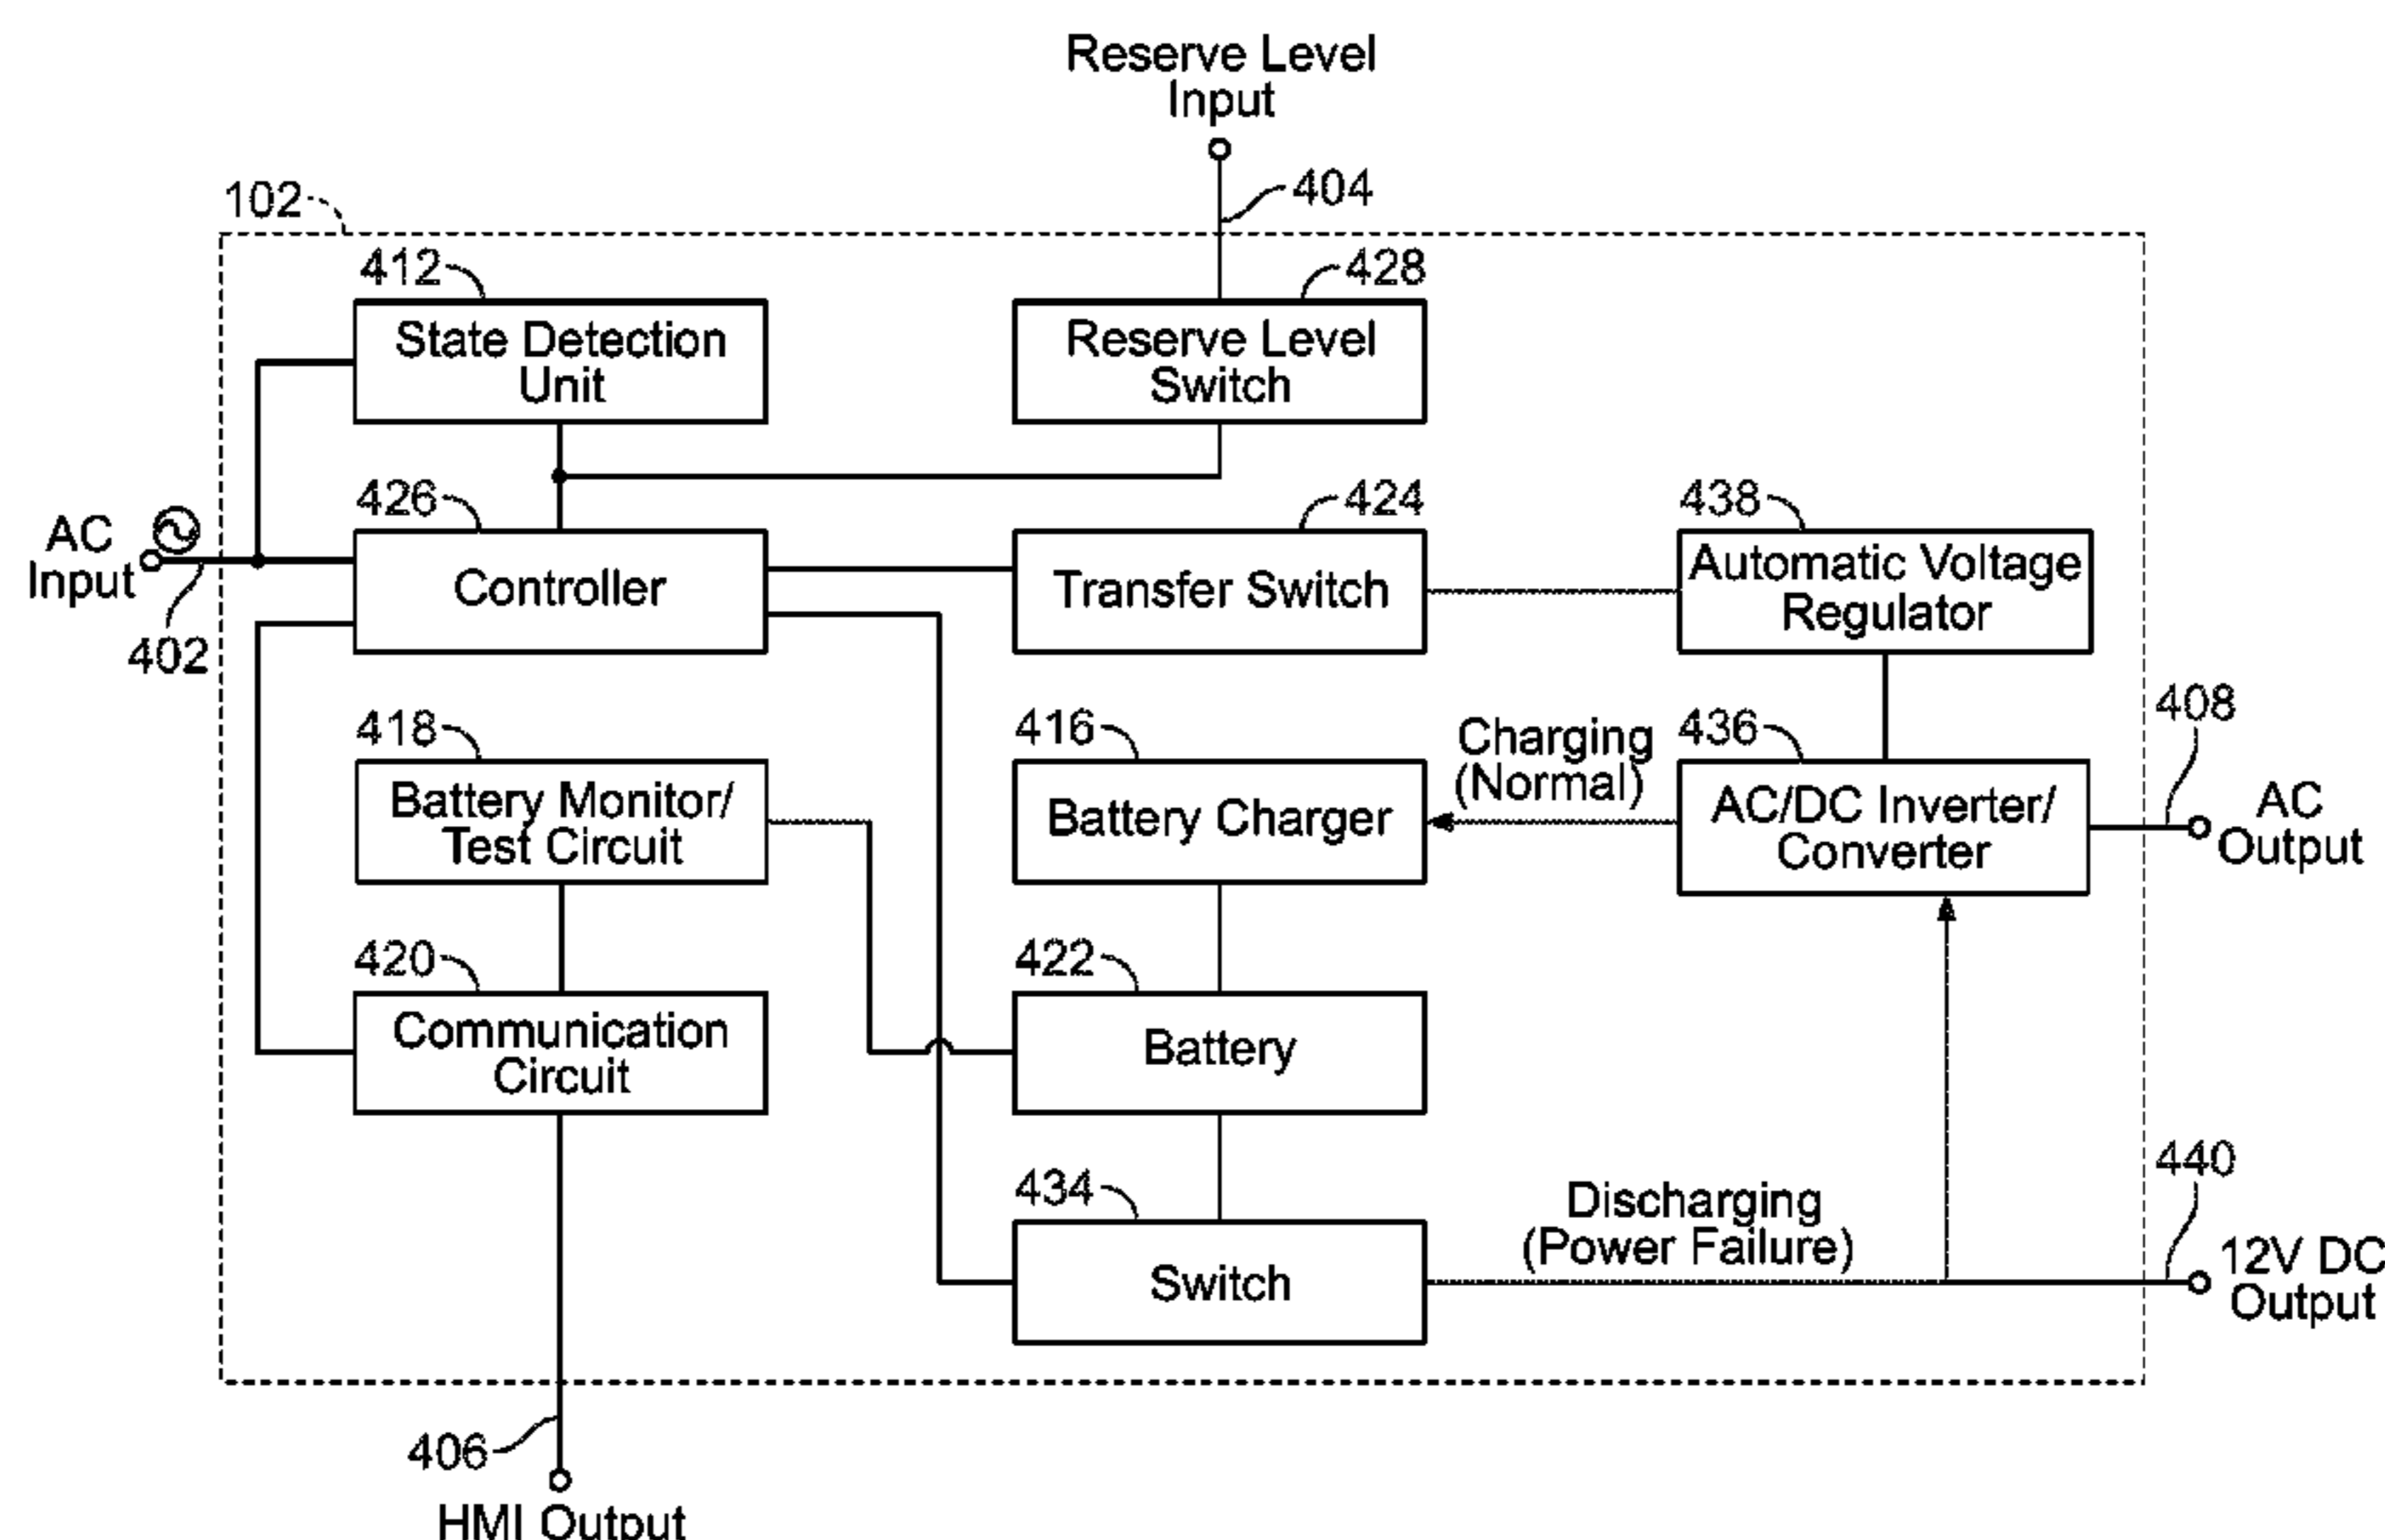 Reserve Level
Input
404
102
412
428
State Detection
Unit
Reserve Level
Switch
426
424
438
AC
Input
402
Controller
Transfer Switch
Automatic Voltage
Regulator
418
416
Charging
(Normal)
436
408
Battery Monitor/
Test Circuit
Battery Charger
AC/DC Inverter/
Converter
AC
Output
420
422
Communication
Circuit
Battery
434
Discharging
(Power Failure)
440
Switch
12V DC
Output
406
HMI Output